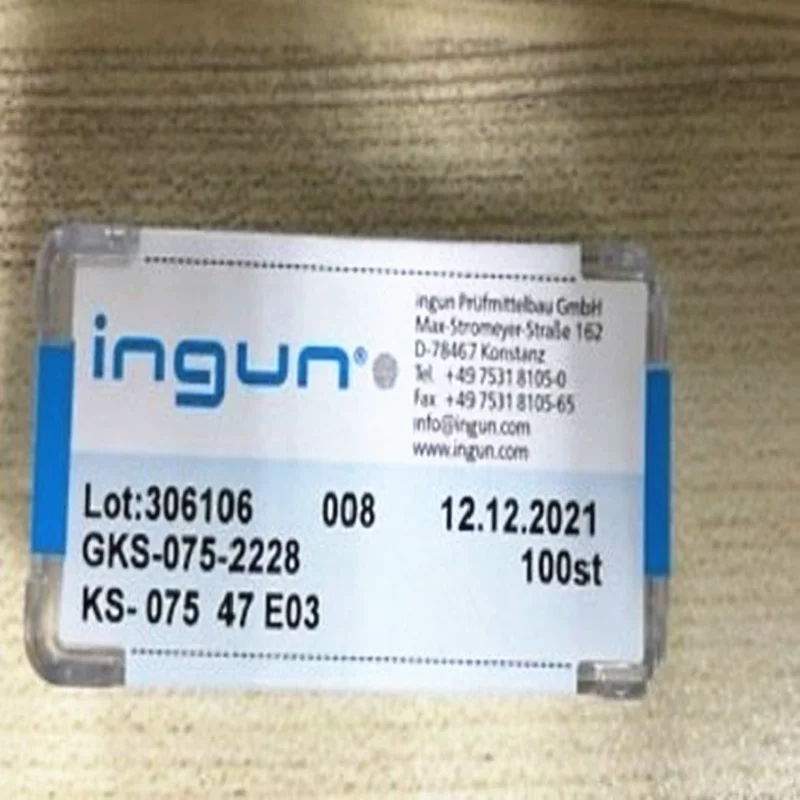 ingun®
ingun Prüfmittelbau GmbH
Max-Stromeyer-Straße 162
D-78467 Konstanz
Tel. +49 7531 8105-0
Fax +49 7531 8105-65
info@ingun.com
www.ingun.com
Lot:306106 008 12.12.2021
GKS-075-2228 100st
KS- 075 47 E03